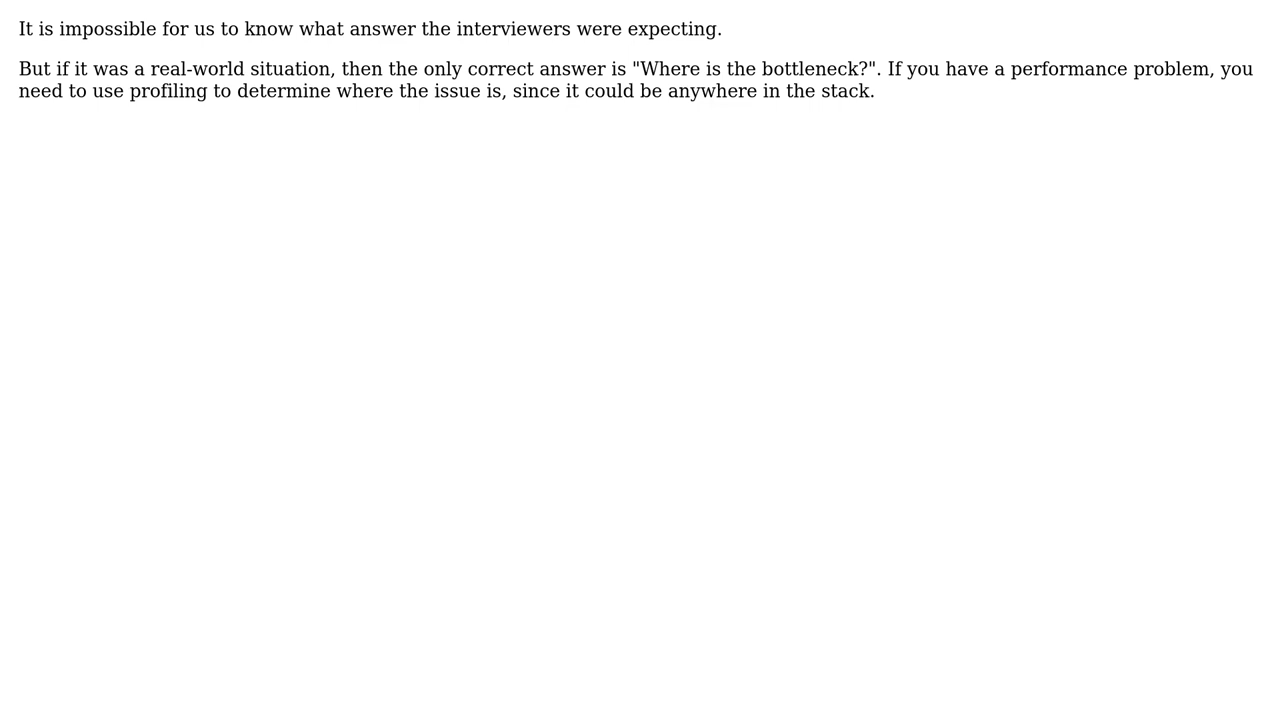 It is impossible for us to know what answer the interviewers were expecting.
But if it was a real-world situation, then the only correct answer is "Where is the bottleneck?". If you have a performance problem, you
need to use profiling to determine where the issue is, since it could be anywhere in the stack.